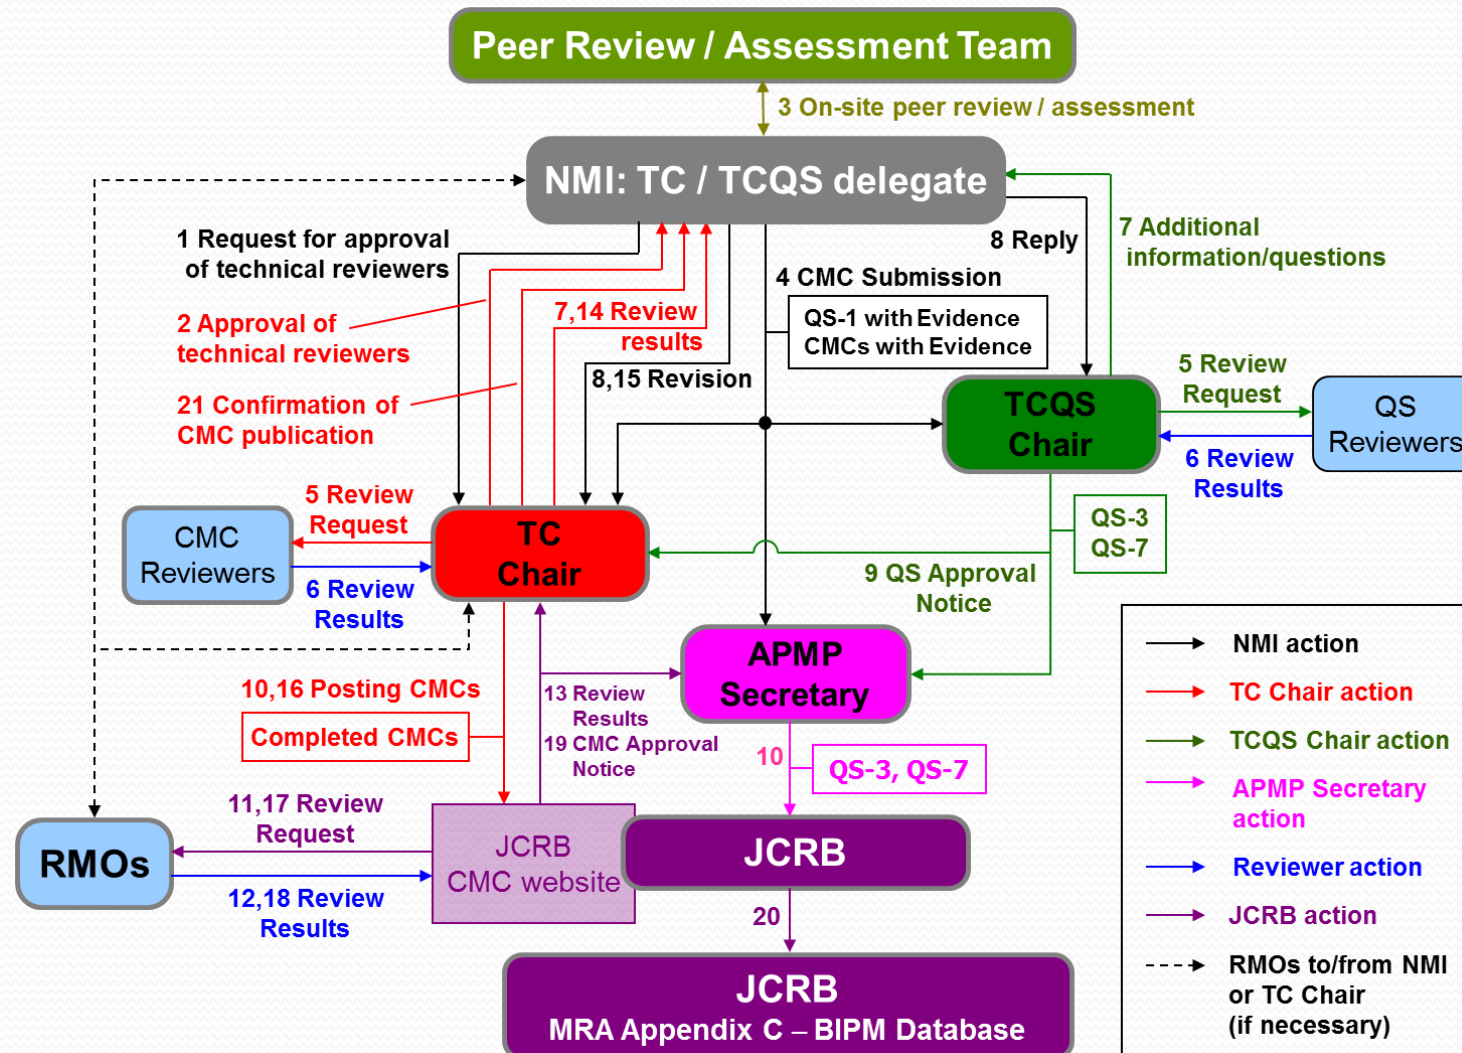 Peer Review / Assessment Team
3 On-site peer review / assessment
NMI: TC / TCQS delegate
1 Request for approval
of technical reviewers
2 Approval of
technical reviewers
21 Confirmation of
CMC publication
7,14 Review
results
8,15 Revision
4 CMC Submission
QS-1 with Evidence
CMCs with Evidence
8 Reply
7 Additional
information/questions
TCQS
Chair
5 Review
Request
6 Review
Results
QS
Reviewers
QS-3
QS-7
9 QS Approval
Notice
CMC
Reviewers
5 Review
Request
6 Review
Results
TC
Chair
APMP
Secretary
10,16 Posting CMCs
Completed CMCs
13 Review
Results
19 CMC Approval
Notice
10
QS-3, QS-7
RMOs
11,17 Review
Request
12,18 Review
Results
JCRB
CMC website
JCRB
20
JCRB
MRA Appendix C – BIPM Database
NMI action
TC Chair action
TCQS Chair action
APMP Secretary
action
Reviewer action
JCRB action
RMOs to/from NMI
or TC Chair
(if necessary)